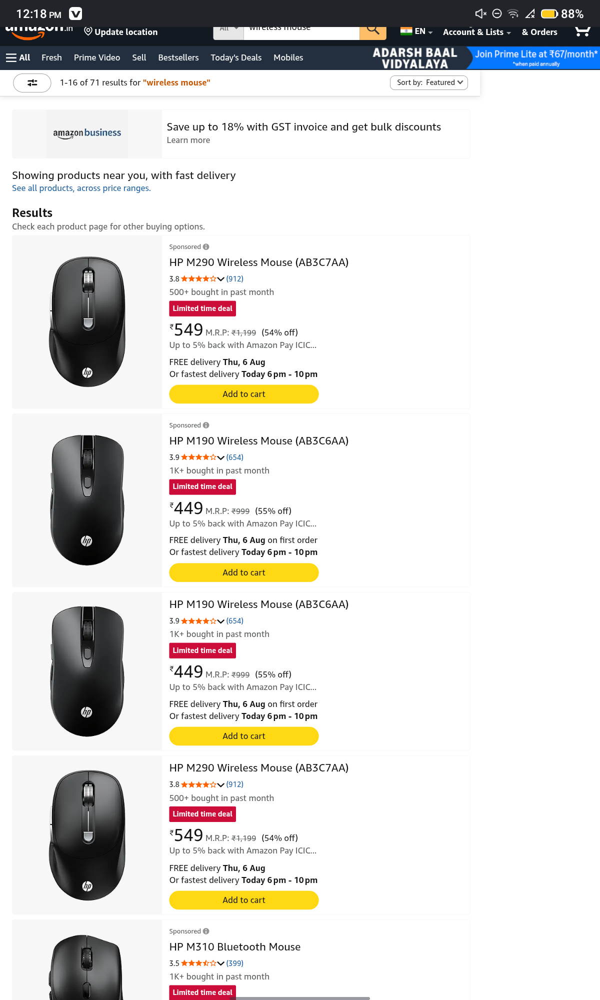 12:18 PM
88%
amazon.in
Update location
All
wireless mouse
EN
Account & Lists
& Orders
All
Fresh
Prime Video
Sell
Bestsellers
Today's Deals
Mobiles
ADARSH BAAL
VIDYALAYA
Join Prime Lite at ₹67/month*
*when paid annually
1-16 of 71 results for "wireless mouse"
Sort by: Featured
amazon business
Save up to 18% with GST invoice and get bulk discounts
Learn more
Showing products near you, with fast delivery
See all products, across price ranges.
Results
Check each product page for other buying options.
Sponsored
HP M290 Wireless Mouse (AB3C7AA)
3.8 (912)
500+ bought in past month
Limited time deal
₹549 M.R.P: ₹1,199 (54% off)
Up to 5% back with Amazon Pay ICIC...
FREE delivery Thu, 6 Aug
Or fastest delivery Today 6 pm - 10 pm
Add to cart
hp
Sponsored
HP M190 Wireless Mouse (AB3C6AA)
3.9 (654)
1K+ bought in past month
Limited time deal
₹449 M.R.P: ₹999 (55% off)
Up to 5% back with Amazon Pay ICIC...
FREE delivery Thu, 6 Aug on first order
Or fastest delivery Today 6 pm - 10 pm
Add to cart
hp
HP M190 Wireless Mouse (AB3C6AA)
3.9 (654)
1K+ bought in past month
Limited time deal
₹449 M.R.P: ₹999 (55% off)
Up to 5% back with Amazon Pay ICIC...
FREE delivery Thu, 6 Aug on first order
Or fastest delivery Today 6 pm - 10 pm
Add to cart
hp
HP M290 Wireless Mouse (AB3C7AA)
3.8 (912)
500+ bought in past month
Limited time deal
₹549 M.R.P: ₹1,199 (54% off)
Up to 5% back with Amazon Pay ICIC...
FREE delivery Thu, 6 Aug
Or fastest delivery Today 6 pm - 10 pm
Add to cart
hp
Sponsored
HP M310 Bluetooth Mouse
3.5 (399)
1K+ bought in past month
Limited time deal